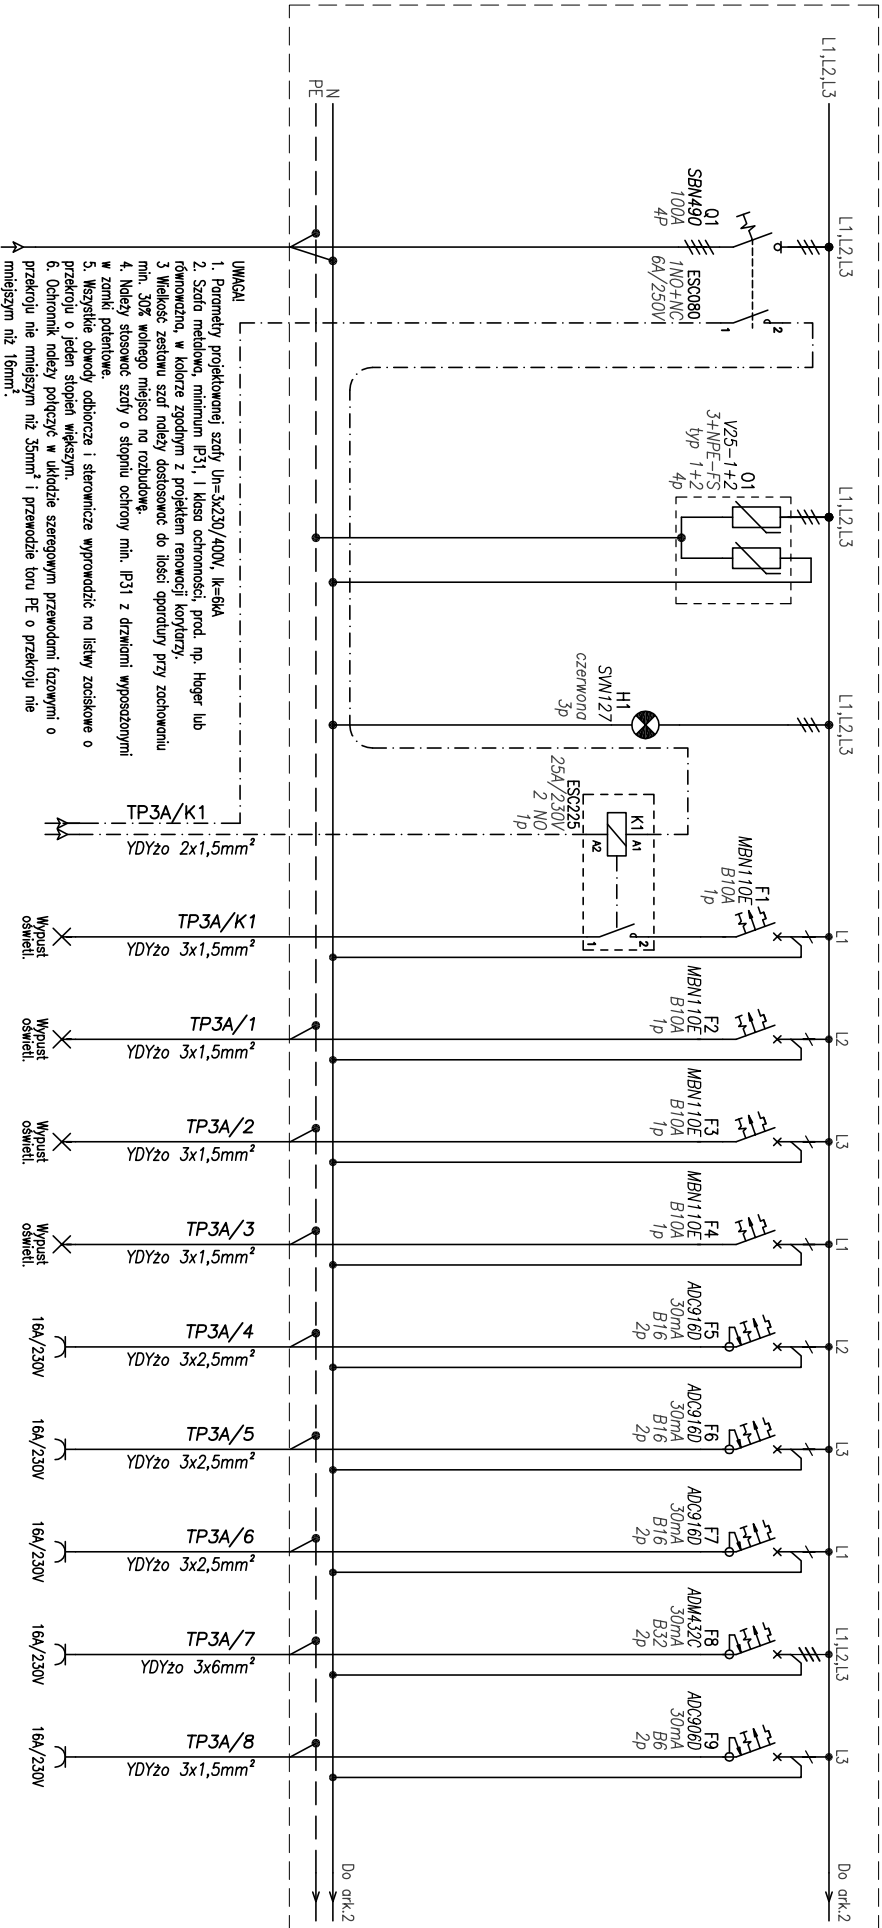 L1,L2,L3
N
PE
L1,L2,L3
Q1
SBN490
100A
4P
ESC080
1NO+NC
6A/250V
1
2
L1,L2,L3
O1
V25-1+2
3+NPE-FS
typ 1+2
4p
L1,L2,L3
H1
SVN127
czerwona
3p
K1
A1
A2
ESC225
25A/230V
2 NO
1p
1
2
TP3A/K1
YDYżo 2x1,5mm²
L1
F1
MBN110E
B10A
1p
TP3A/K1
YDYżo 3x1,5mm²
Wypust
oświetl.
L2
F2
MBN110E
B10A
1p
TP3A/1
YDYżo 3x1,5mm²
Wypust
oświetl.
L3
F3
MBN110E
B10A
1p
TP3A/2
YDYżo 3x1,5mm²
Wypust
oświetl.
L1
F4
MBN110E
B10A
1p
TP3A/3
YDYżo 3x1,5mm²
Wypust
oświetl.
L2
F5
ADC916D
30mA
B16
2p
TP3A/4
YDYżo 3x2,5mm²
16A/230V
L3
F6
ADC916D
30mA
B16
2p
TP3A/5
YDYżo 3x2,5mm²
16A/230V
L1
F7
ADC916D
30mA
B16
2p
TP3A/6
YDYżo 3x2,5mm²
16A/230V
L1,L2,L3
F8
ADM432C
30mA
B32
2p
TP3A/7
YDYżo 3x6mm²
16A/230V
L3
F9
ADC906D
30mA
B6
2p
TP3A/8
YDYżo 3x1,5mm²
16A/230V
Do ark.2
Do ark.2
UWAGA!
1. Parametry projektowanej szafy Un=3x230/400V, Ik=6kA
2. Szafa metalowa, minimum IP31, I klasa ochronności, prod. np. Hager lub
równoważna, w kolorze zgodnym z projektem renowacji korytarzy.
3 Wielkość zestawu szaf należy dostosować do ilości aparatury przy zachowaniu
min. 30% wolnego miejsca na rozbudowę.
4. Należy stosować szafy o stopniu ochrony min. IP31 z drzwiami wyposażonymi
w zamki patentowe.
5. Wszystkie obwody odbiorcze i sterownicze wyprowadzić na listwy zaciskowe o
przekroju o jeden stopień większym.
6. Ochronnik należy połączyć w układzie szeregowym przewodami fazowymi o
przekroju nie mniejszym niż 35mm² i przewodzie toru PE o przekroju nie
mniejszym niż 16mm².